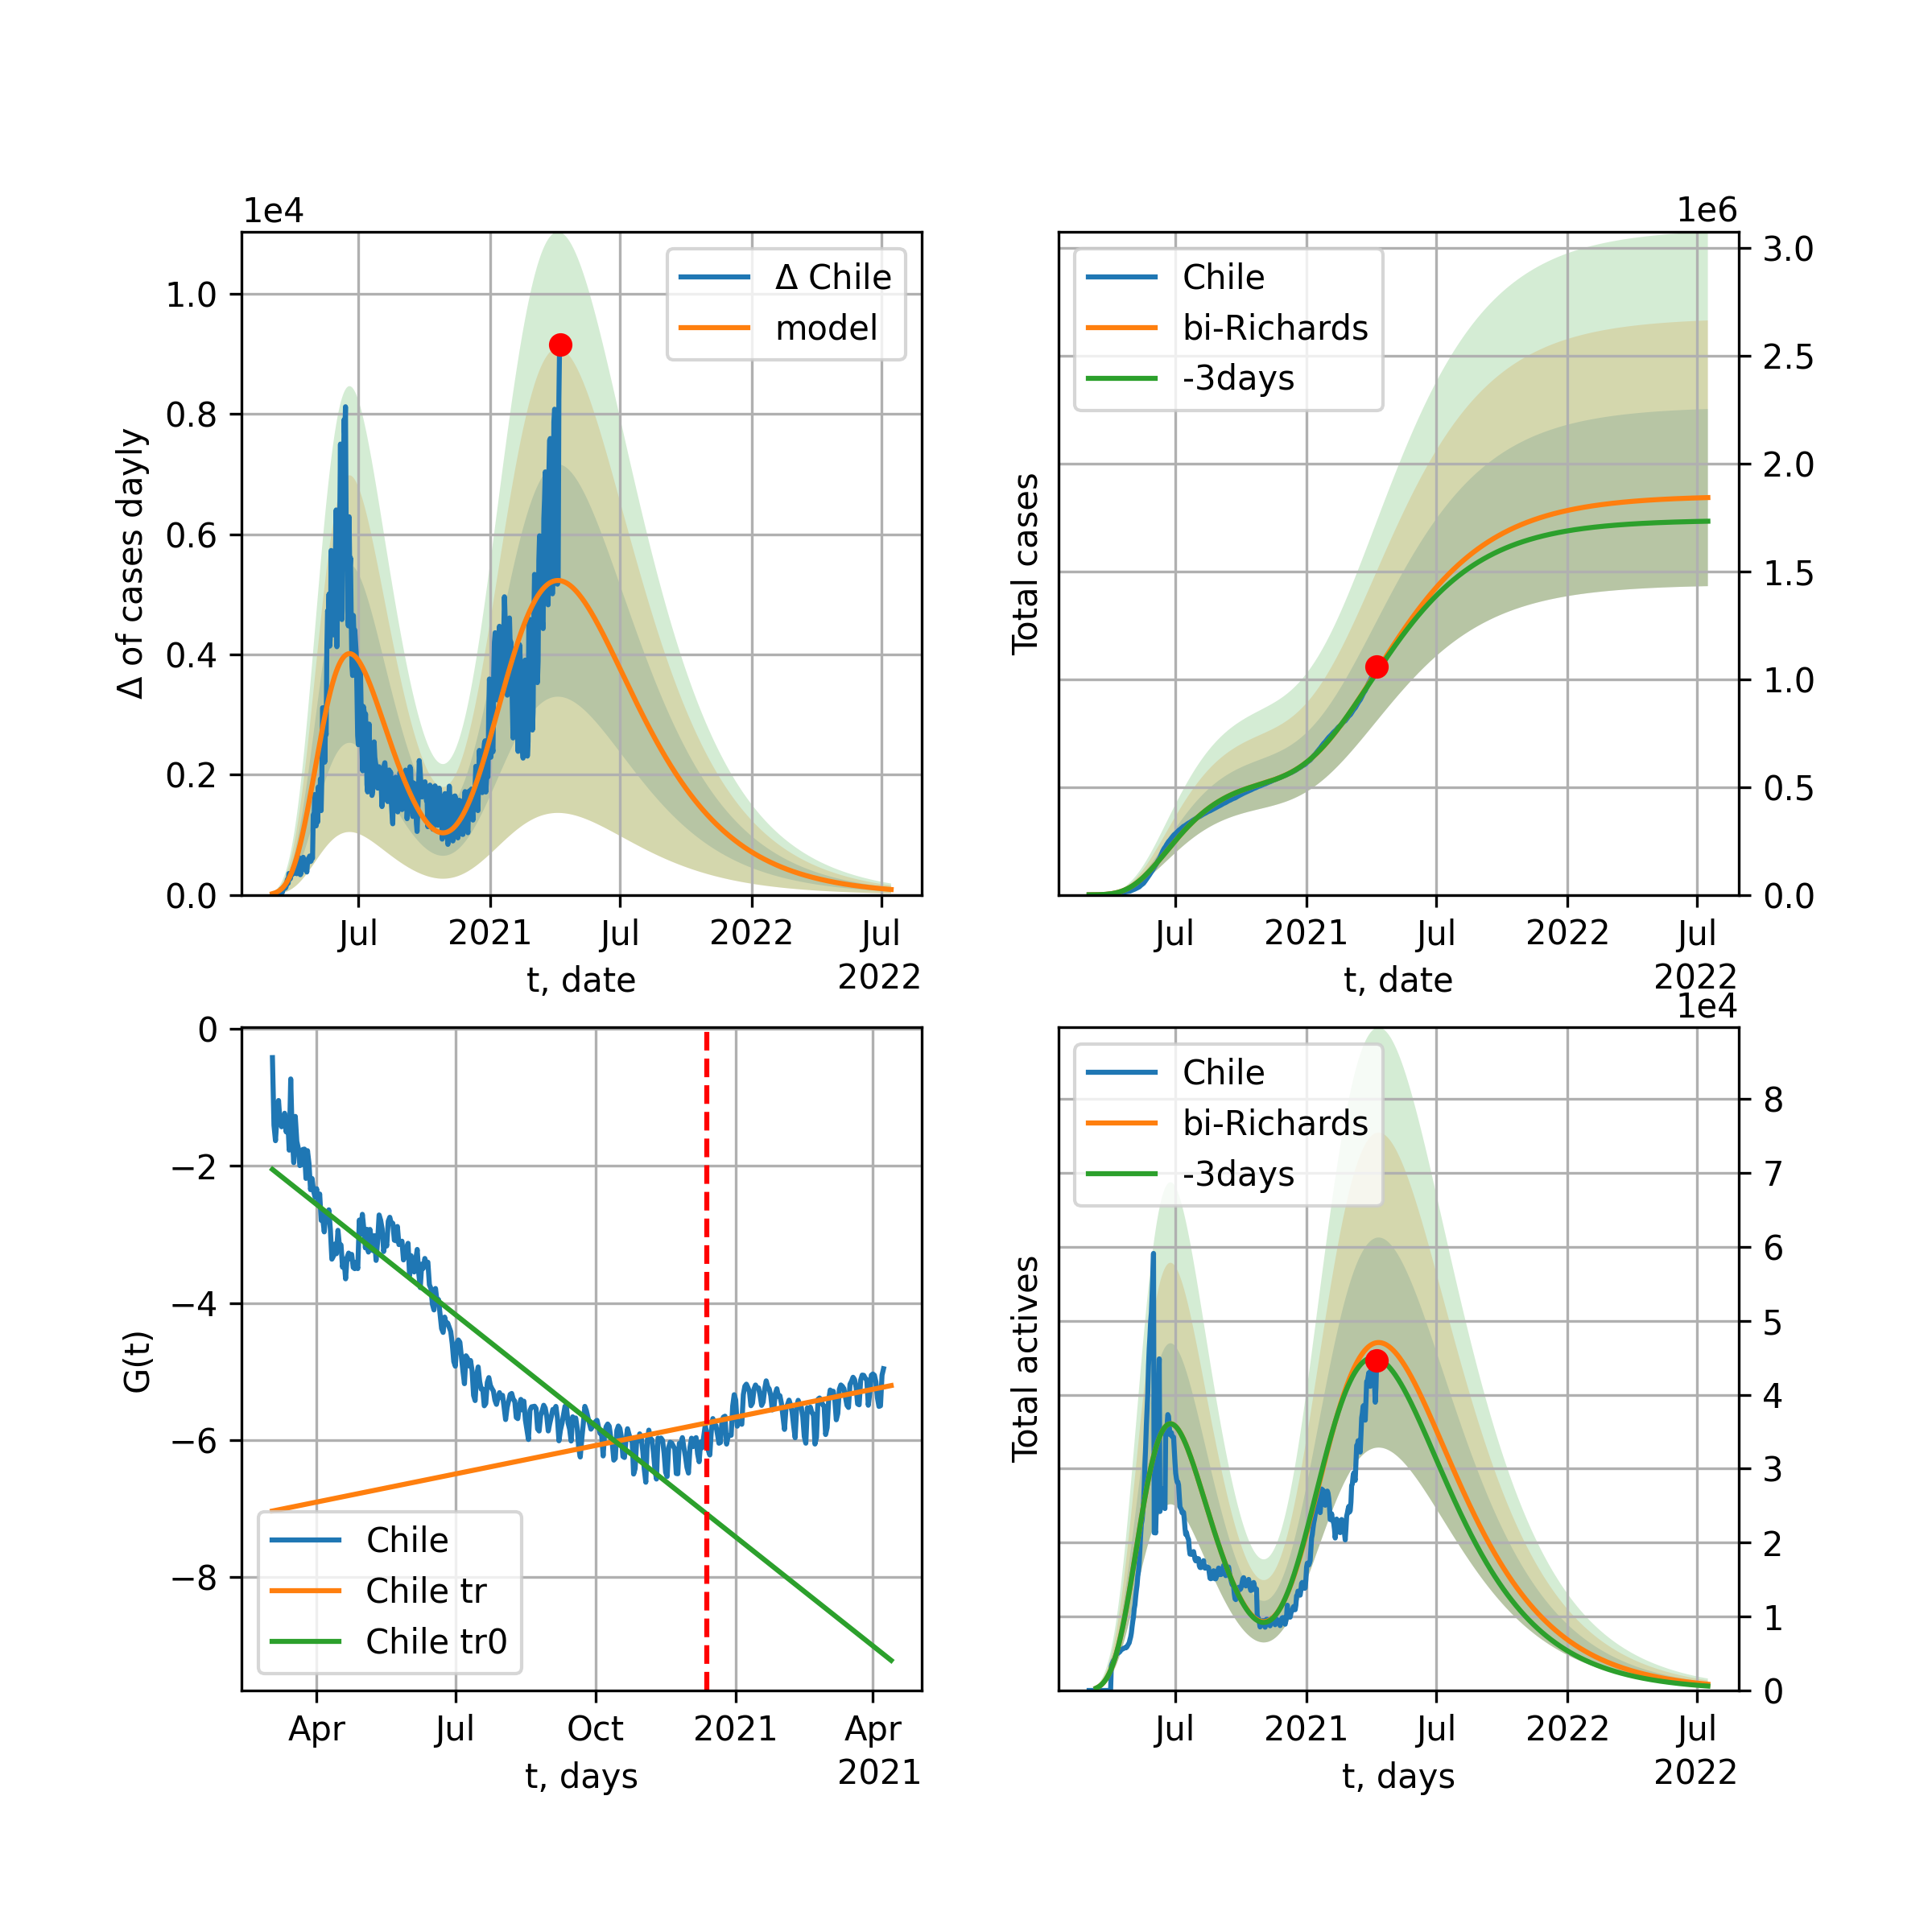 1e4
Δ of cases dayly
1.0
0.8
0.6
0.4
0.2
0.0
Δ Chile
model
Jul
2021
Jul
2022
Jul
2022
t, date
1e6
Total cases
Chile
bi-Richards
-3days
3.0
2.5
2.0
1.5
1.0
0.5
0.0
Jul
2021
Jul
2022
Jul
2022
t, date
G(t)
0
−2
−4
−6
−8
Chile
Chile tr
Chile tr0
Apr
Jul
Oct
2021
Apr
2021
t, days
1e4
Total actives
Chile
bi-Richards
-3days
8
7
6
5
4
3
2
1
0
Jul
2021
Jul
2022
Jul
2022
t, days